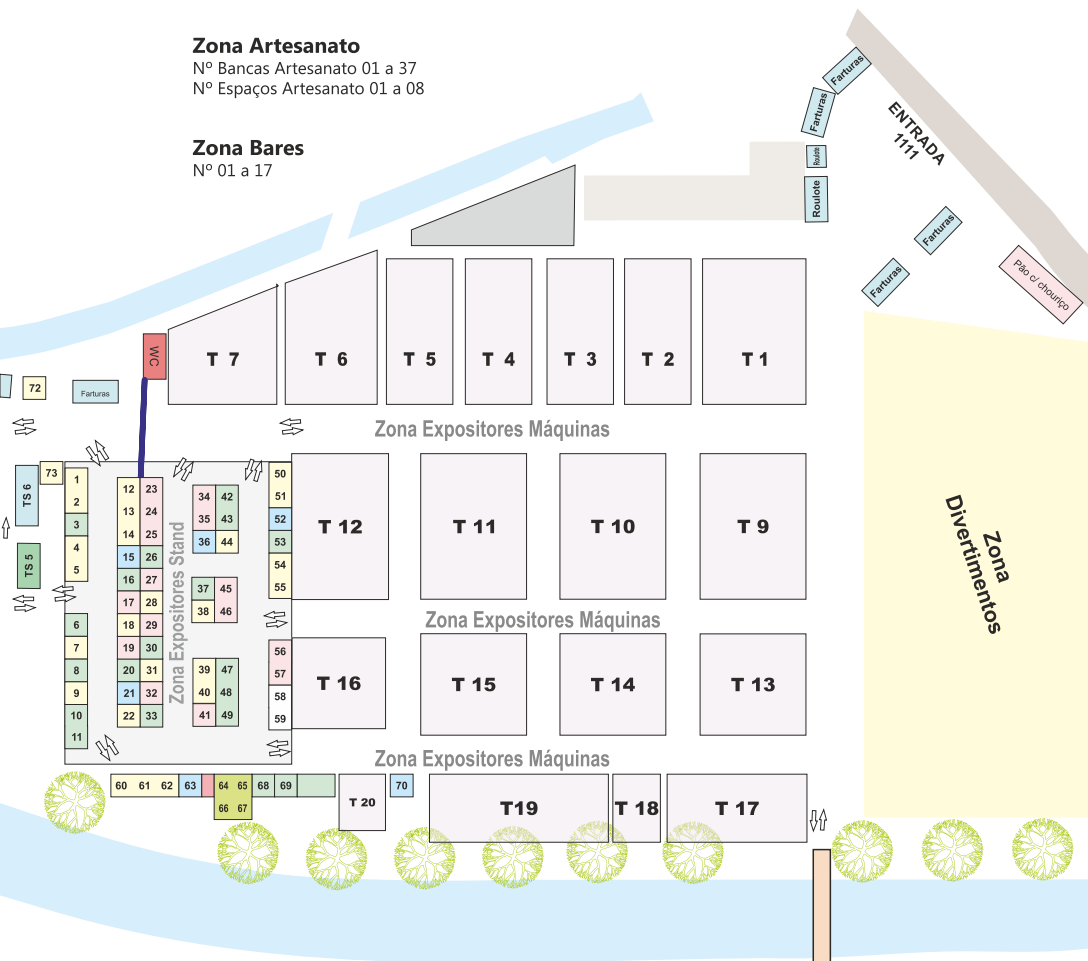 Zona Artesanato
Nº Bancas Artesanato 01 a 37
Nº Espaços Artesanato 01 a 08
Zona Bares
Nº 01 a 17
Farturas
Farturas
Roulote
Roulote
ENTRADA
1111
Farturas
Farturas
Pão c/ chouriço
WC
T 7
T 6
T 5
T 4
T 3
T 2
T 1
72
Farturas
Zona Expositores Máquinas
73
TS 6
TS 5
1
2
3
4
5
6
7
8
9
10
11
12 23
13 24
14 25
15 26
16 27
17 28
18 29
19 30
20 31
21 32
22 33
Zona Expositores Stand
34 42
35 43
36 44
37 45
38 46
39 47
40 48
41 49
50
51
52
53
54
55
56
57
58
59
T 12
T 11
T 10
T 9
Zona Expositores Máquinas
T 16
T 15
T 14
T 13
Zona
Divertimentos
Zona Expositores Máquinas
60 61 62 63 64 65 68 69
66 67
T 20
70
T19
T 18
T 17